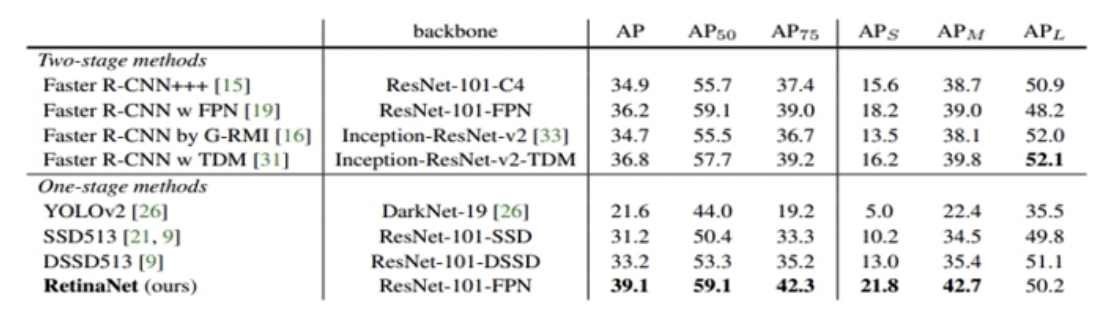 backbone AP AP50 AP75 APS APM APL
Two-stage methods
Faster R-CNN+++ [15] ResNet-101-C4 34.9 55.7 37.4 15.6 38.7 50.9
Faster R-CNN w FPN [19] ResNet-101-FPN 36.2 59.1 39.0 18.2 39.0 48.2
Faster R-CNN by G-RMI [16] Inception-ResNet-v2 [33] 34.7 55.5 36.7 13.5 38.1 52.0
Faster R-CNN w TDM [31] Inception-ResNet-v2-TDM 36.8 57.7 39.2 16.2 39.8 52.1
One-stage methods
YOLOv2 [26] DarkNet-19 [26] 21.6 44.0 19.2 5.0 22.4 35.5
SSD513 [21, 9] ResNet-101-SSD 31.2 50.4 33.3 10.2 34.5 49.8
DSSD513 [9] ResNet-101-DSSD 33.2 53.3 35.2 13.0 35.4 51.1
RetinaNet (ours) ResNet-101-FPN 39.1 59.1 42.3 21.8 42.7 50.2